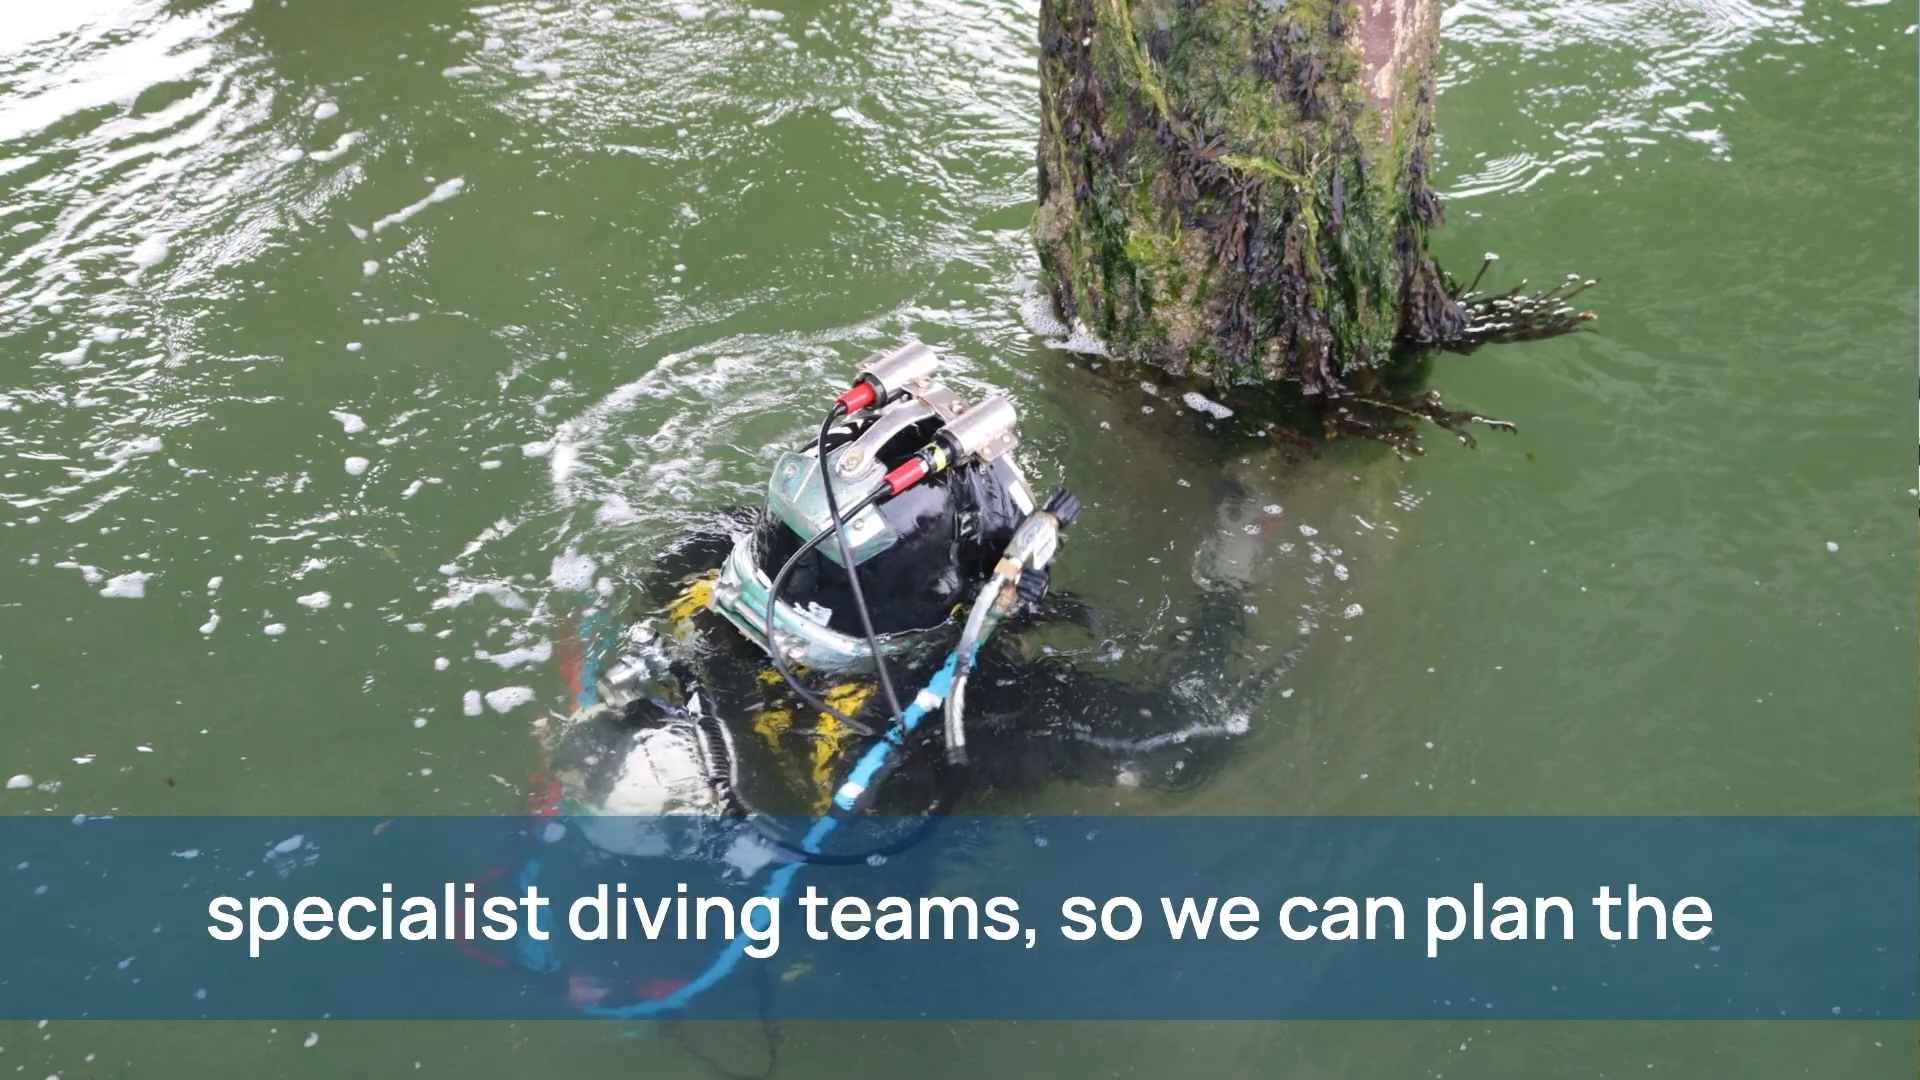 specialist diving teams, so we can plan the